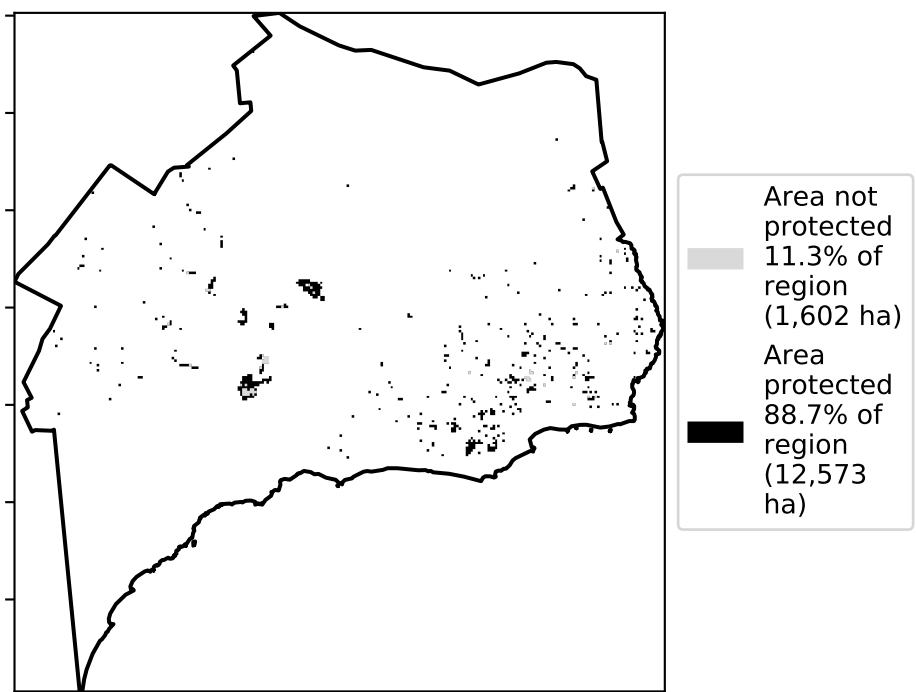 Area not
protected
11.3% of
region
(1,602 ha)
Area
protected
88.7% of
region
(12,573
ha)